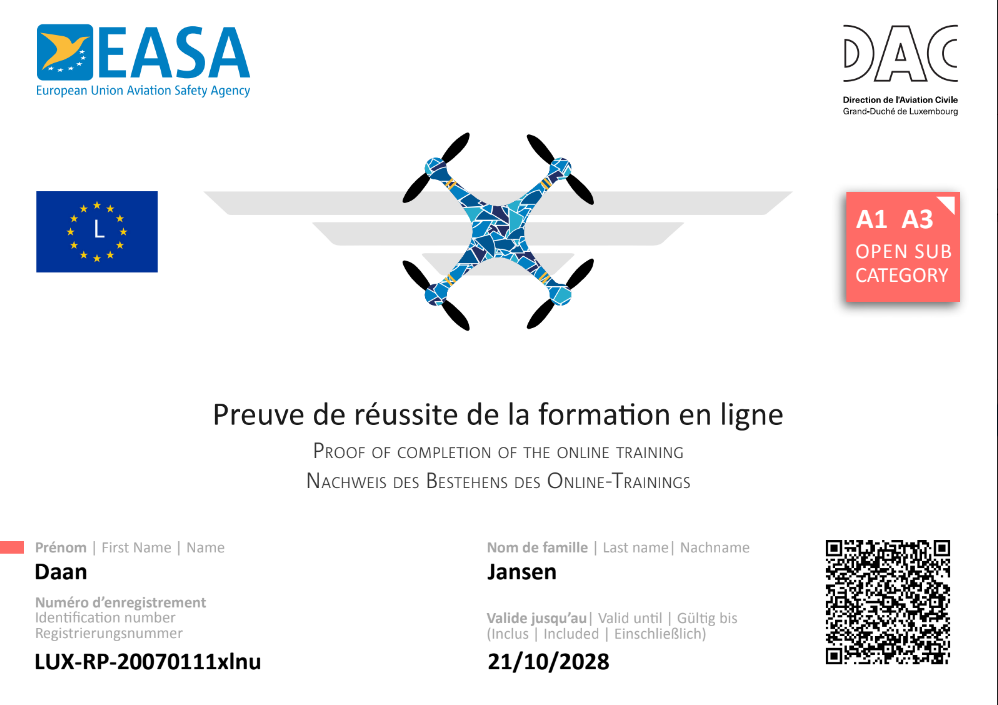 EASA
European Union Aviation Safety Agency
DAC
Direction de l'Aviation Civile
Grand-Duché de Luxembourg
L
A1 A3
OPEN SUB
CATEGORY
Preuve de réussite de la formation en ligne
Proof of completion of the online training
Nachweis des Bestehens des Online-Trainings
Prénom | First Name | Name
Daan
Nom de famille | Last name| Nachname
Jansen
Numéro d'enregistrement
Identification number
Registrierungsnummer
LUX-RP-20070111xlnu
Valide jusqu'au| Valid until | Gültig bis
(Inclus | Included | Einschließlich)
21/10/2028